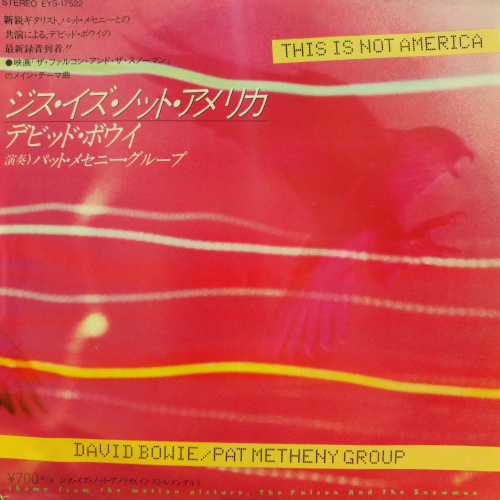 STEREO EYS-17522
新鋭ギタリスト、パット・メセニーとの
共演による、デビッド・ボウイの
最新録音到着!!
●映画「ザ・ファルコン・アンド・ザ・スノーマン」
のメイン・テーマ曲
THIS IS NOT AMERICA
ジス・イズ・ノット・アメリカ
デビッド・ボウイ
演奏)パット・メセニー・グループ
DAVID BOWIE/PAT METHENY GROUP
¥700 ジス・イズ・ノット・アメリカ(インストルメンタル)
Theme from the motion picture, The Falcon And The Snowman